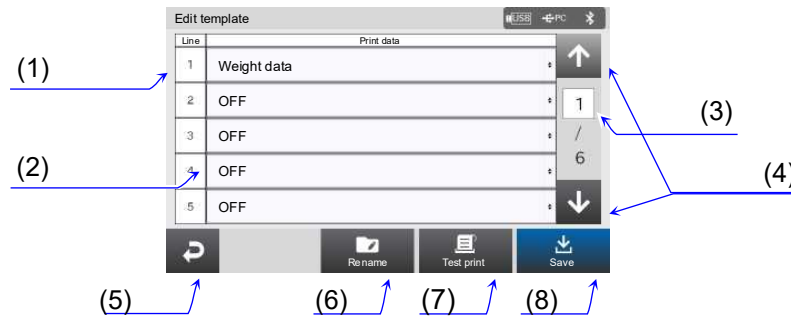 Edit template
USB PC
Line Print data
1 Weight data
2 OFF
3 OFF
4 OFF
5 OFF
1
/
6
Rename
Test print
Save
(1)
(2)
(3)
(4)
(5)
(6)
(7)
(8)